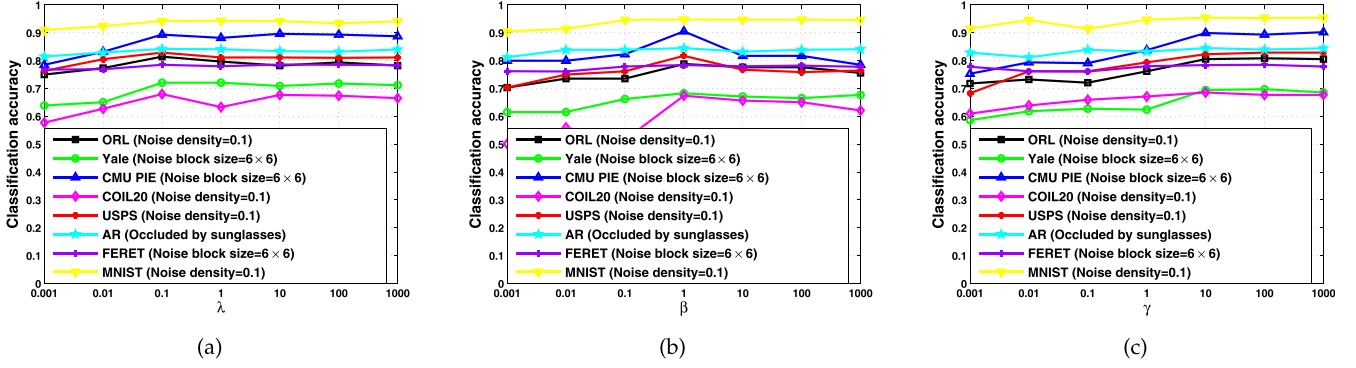 Classification accuracy
1
0.9
0.8
0.7
0.6
0.5
0.4
0.3
0.2
0.1
0
ORL (Noise density=0.1)
Yale (Noise block size=6×6)
CMU PIE (Noise block size=6×6)
COIL20 (Noise density=0.1)
USPS (Noise density=0.1)
AR (Occluded by sunglasses)
FERET (Noise block size=6×6)
MNIST (Noise density=0.1)
0.001 0.01 0.1 1 10 100 1000
λ
(a)
Classification accuracy
1
0.9
0.8
0.7
0.6
0.5
0.4
0.3
0.2
0.1
0
ORL (Noise density=0.1)
Yale (Noise block size=6×6)
CMU PIE (Noise block size=6×6)
COIL20 (Noise density=0.1)
USPS (Noise density=0.1)
AR (Occluded by sunglasses)
FERET (Noise block size=6×6)
MNIST (Noise density=0.1)
0.001 0.01 0.1 1 10 100 1000
β
(b)
Classification accuracy
1
0.9
0.8
0.7
0.6
0.5
0.4
0.3
0.2
0.1
0
ORL (Noise density=0.1)
Yale (Noise block size=6×6)
CMU PIE (Noise block size=6×6)
COIL20 (Noise density=0.1)
USPS (Noise density=0.1)
AR (Occluded by sunglasses)
FERET (Noise block size=6×6)
MNIST (Noise density=0.1)
0.001 0.01 0.1 1 10 100 1000
γ
(c)